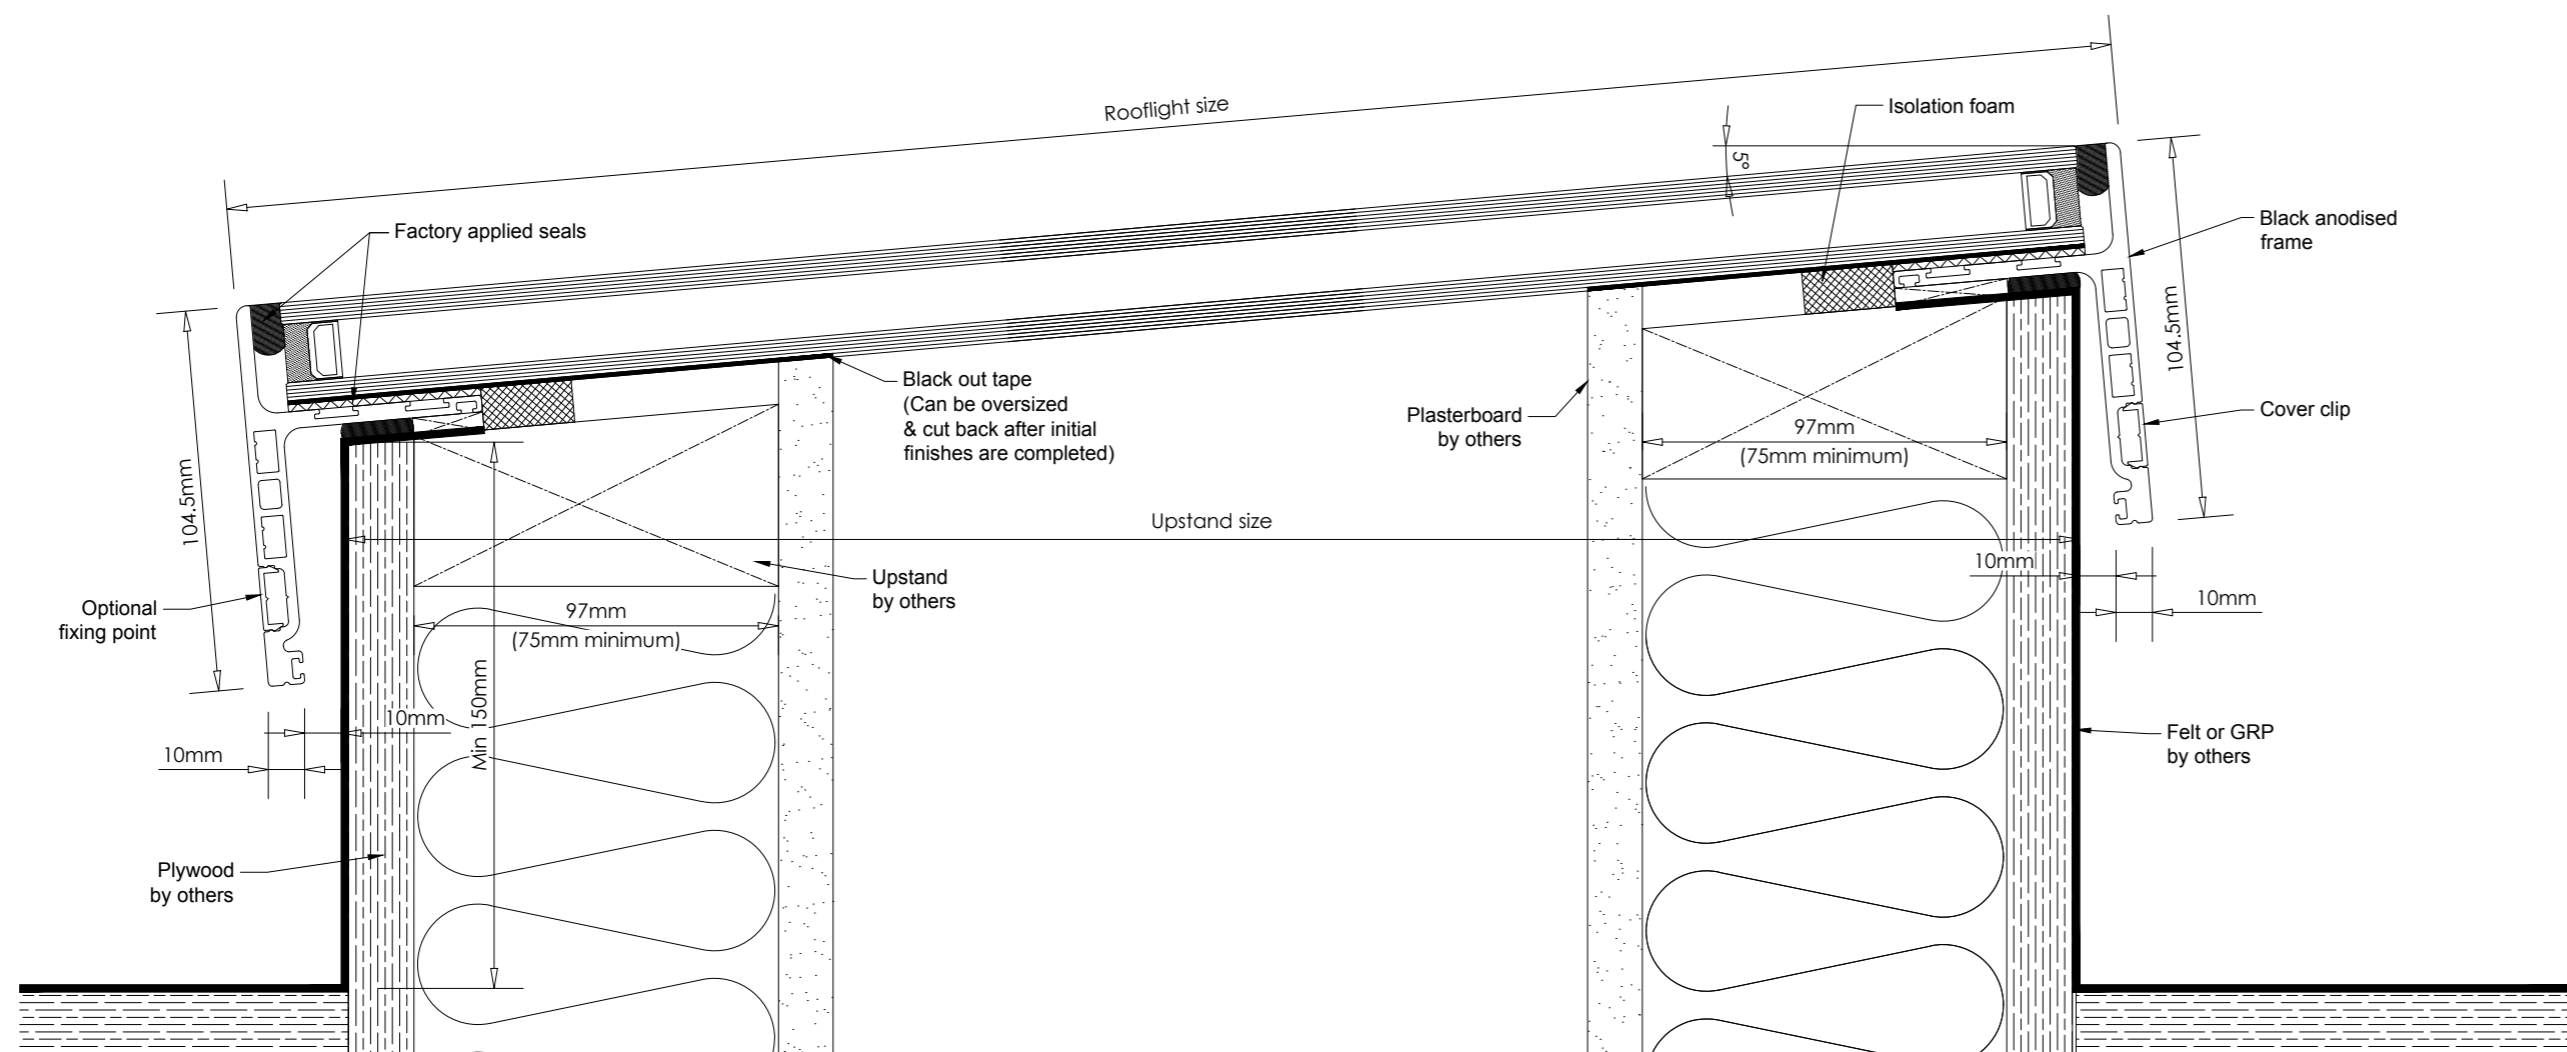 Rooflight size
Isolation foam
5°
Factory applied seals
Black anodised
frame
104.5mm
104.5mm
Black out tape
(Can be oversized
& cut back after initial
finishes are completed)
Plasterboard
by others
97mm
(75mm minimum)
Cover clip
Upstand size
10mm
10mm
Upstand
by others
Optional
fixing point
97mm
(75mm minimum)
Min 150mm
10mm
10mm
Felt or GRP
by others
Plywood
by others